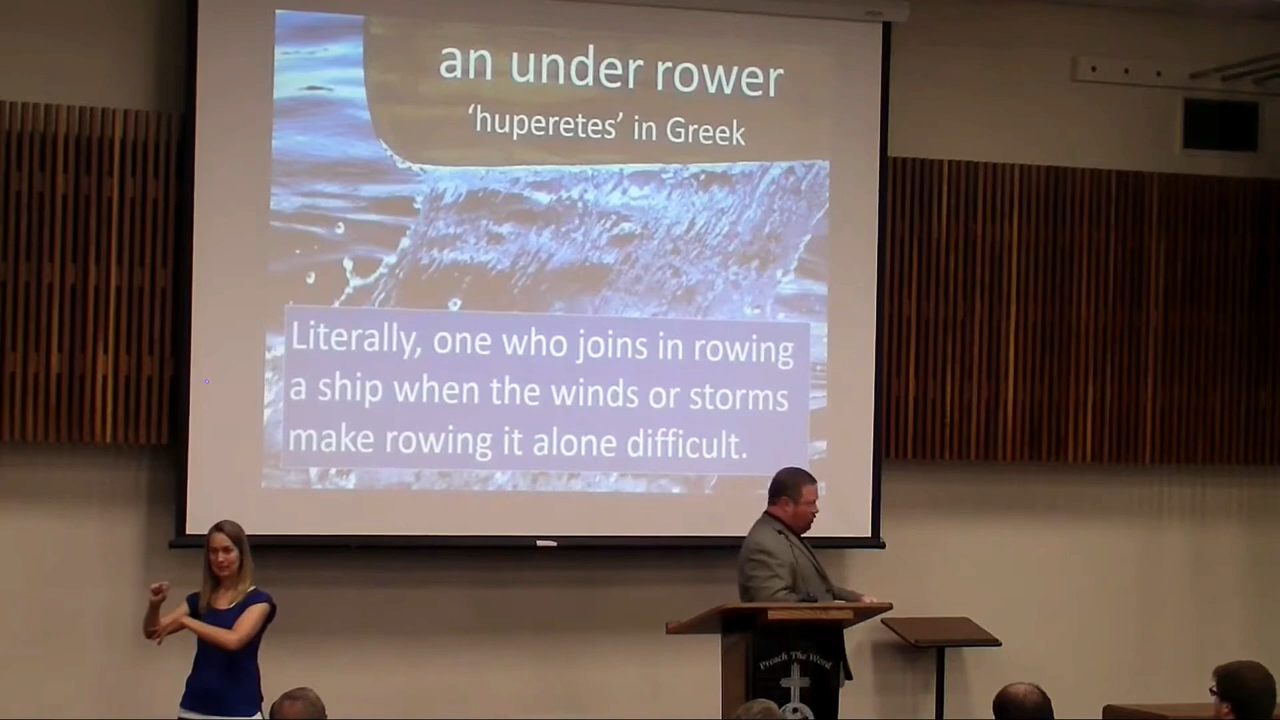 an under rower
‘huperetes’ in Greek
Literally, one who joins in rowing
a ship when the winds or storms
make rowing it alone difficult.
Preach The Word